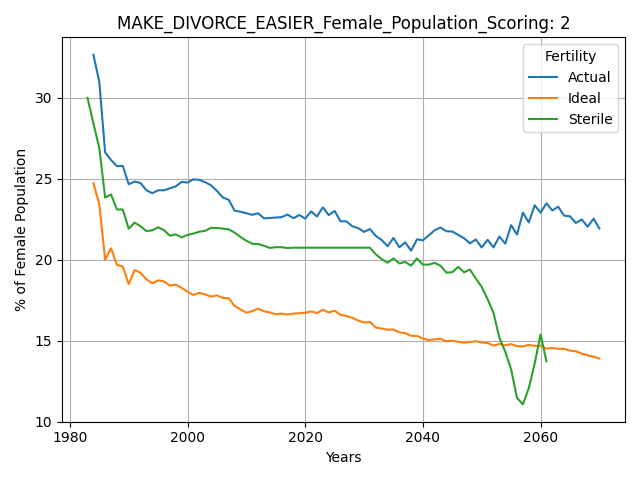 MAKE_DIVORCE_EASIER_Female_Population_Scoring: 2
Fertility
Actual
Ideal
Sterile
% of Female Population
30
25
20
15
10
1980
2000
2020
2040
2060
Years